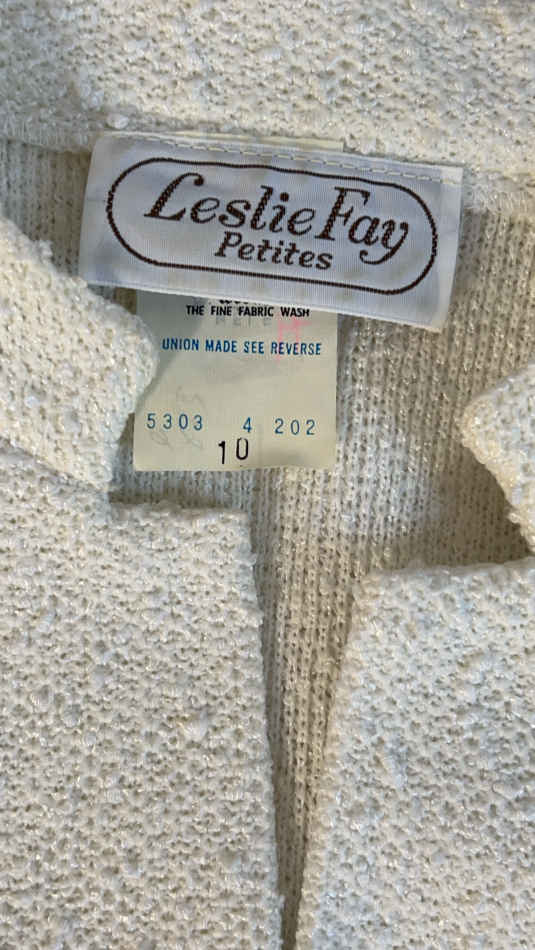 Leslie Fay
Petites
THE FINE FABRIC WASH
UNION MADE SEE REVERSE
5303 4 202
10